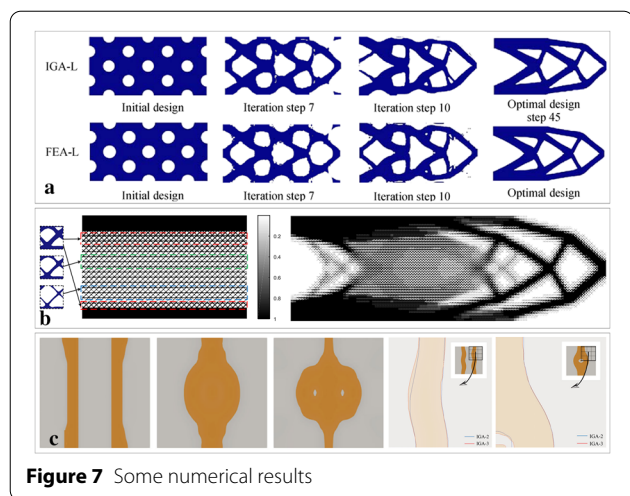 IGA-L
Initial design
Iteration step 7
Iteration step 10
Optimal design
step 45
FEA-L
a
Initial design
Iteration step 7
Iteration step 10
Optimal design
b
0.2
0.4
0.6
0.8
1
c
IGA-2
IGA-3
IGA-2
IGA-3
Figure 7 Some numerical results